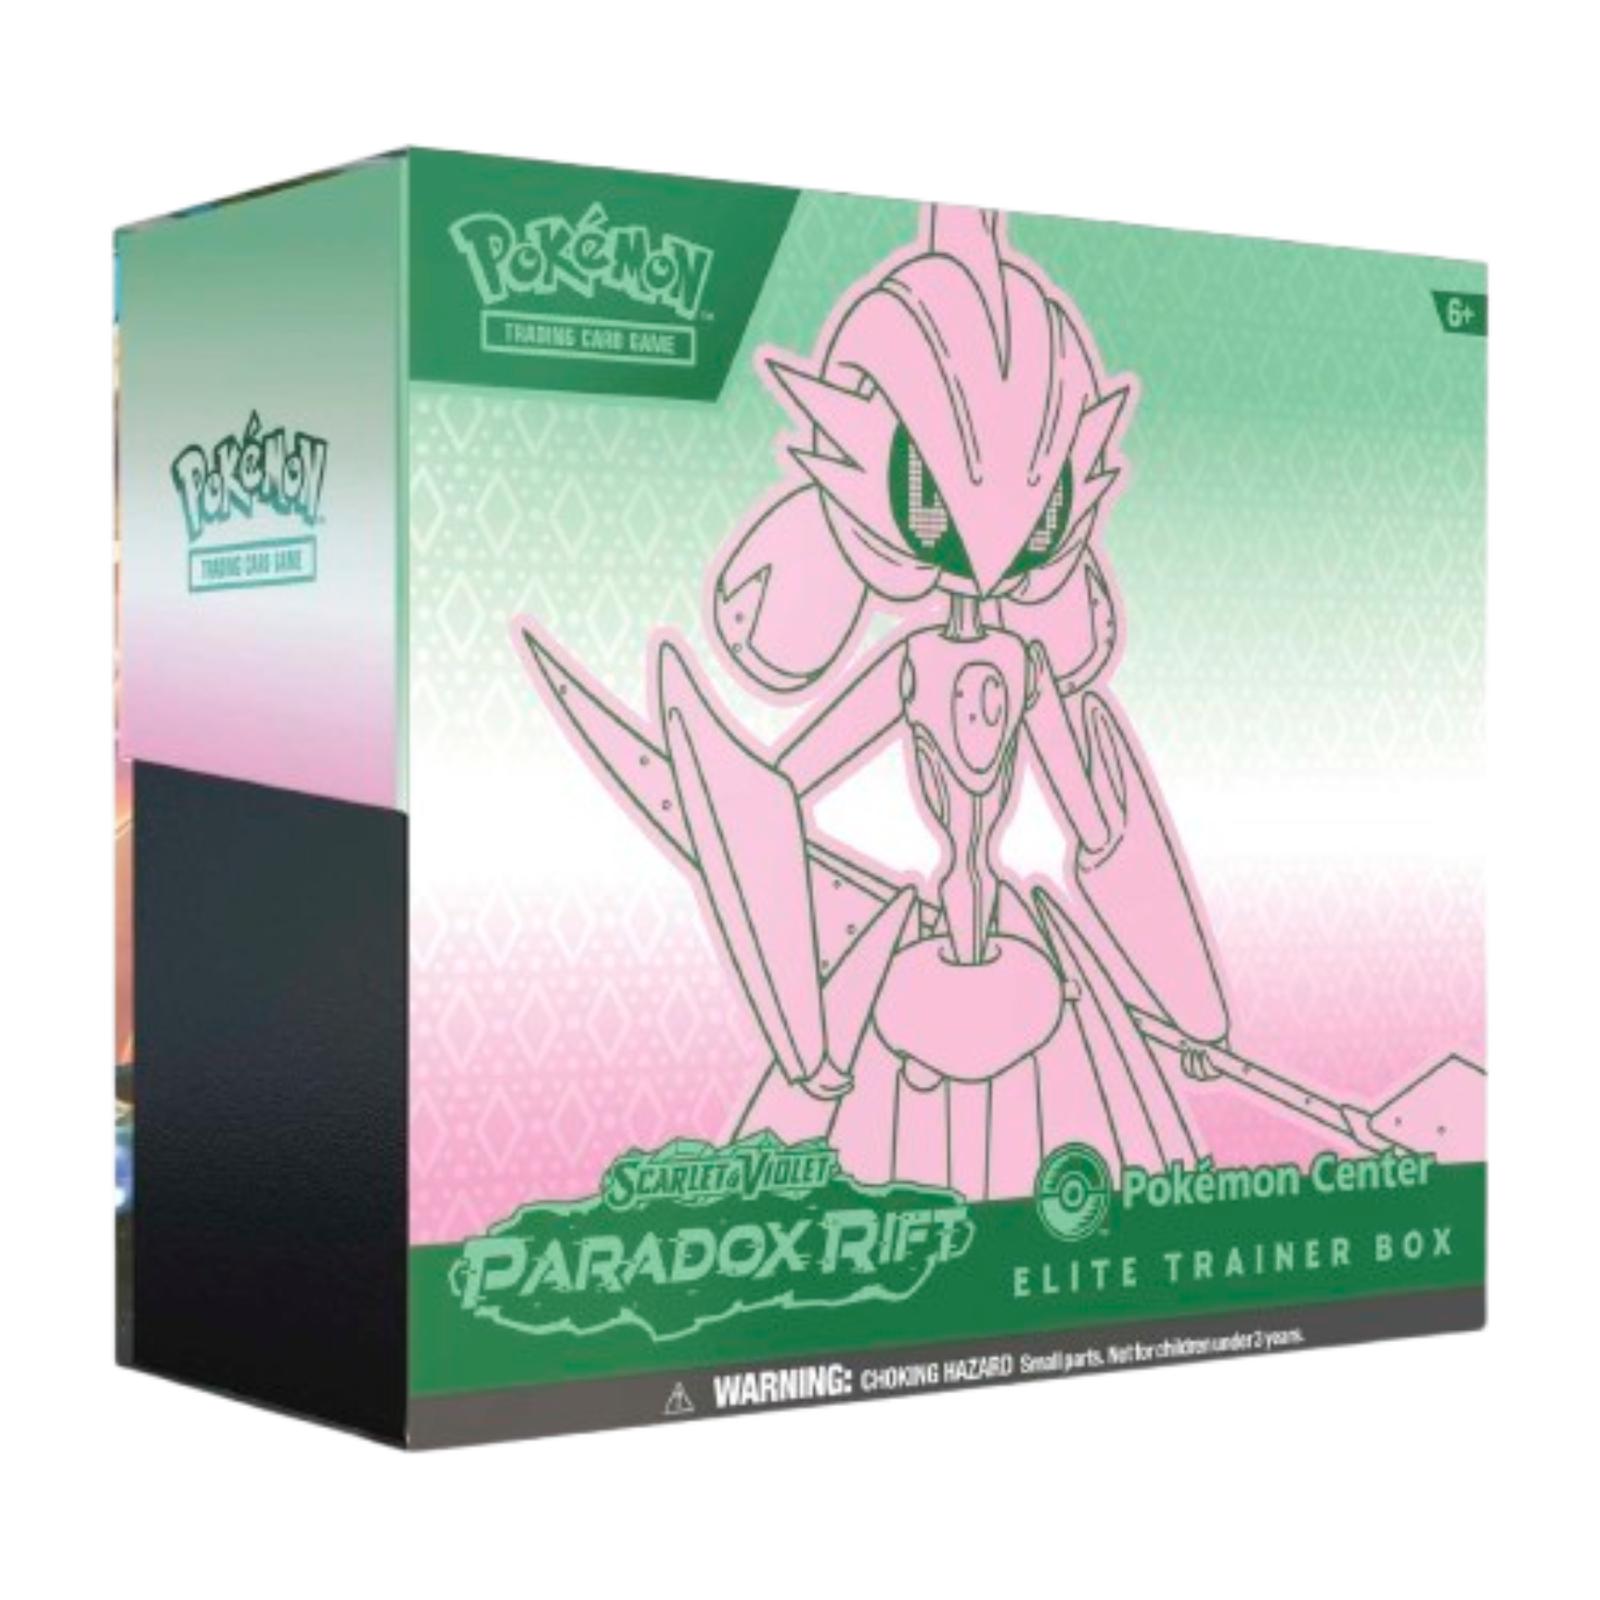 POKéMON™
TRADING CARD GAME
6+
POKéMON
TRADING CARD GAME
SCARLET & VIOLET
PARADOX RIFT
Pokémon Center
ELITE TRAINER BOX
WARNING: CHOKING HAZARD Small parts. Not for children under 3 years.